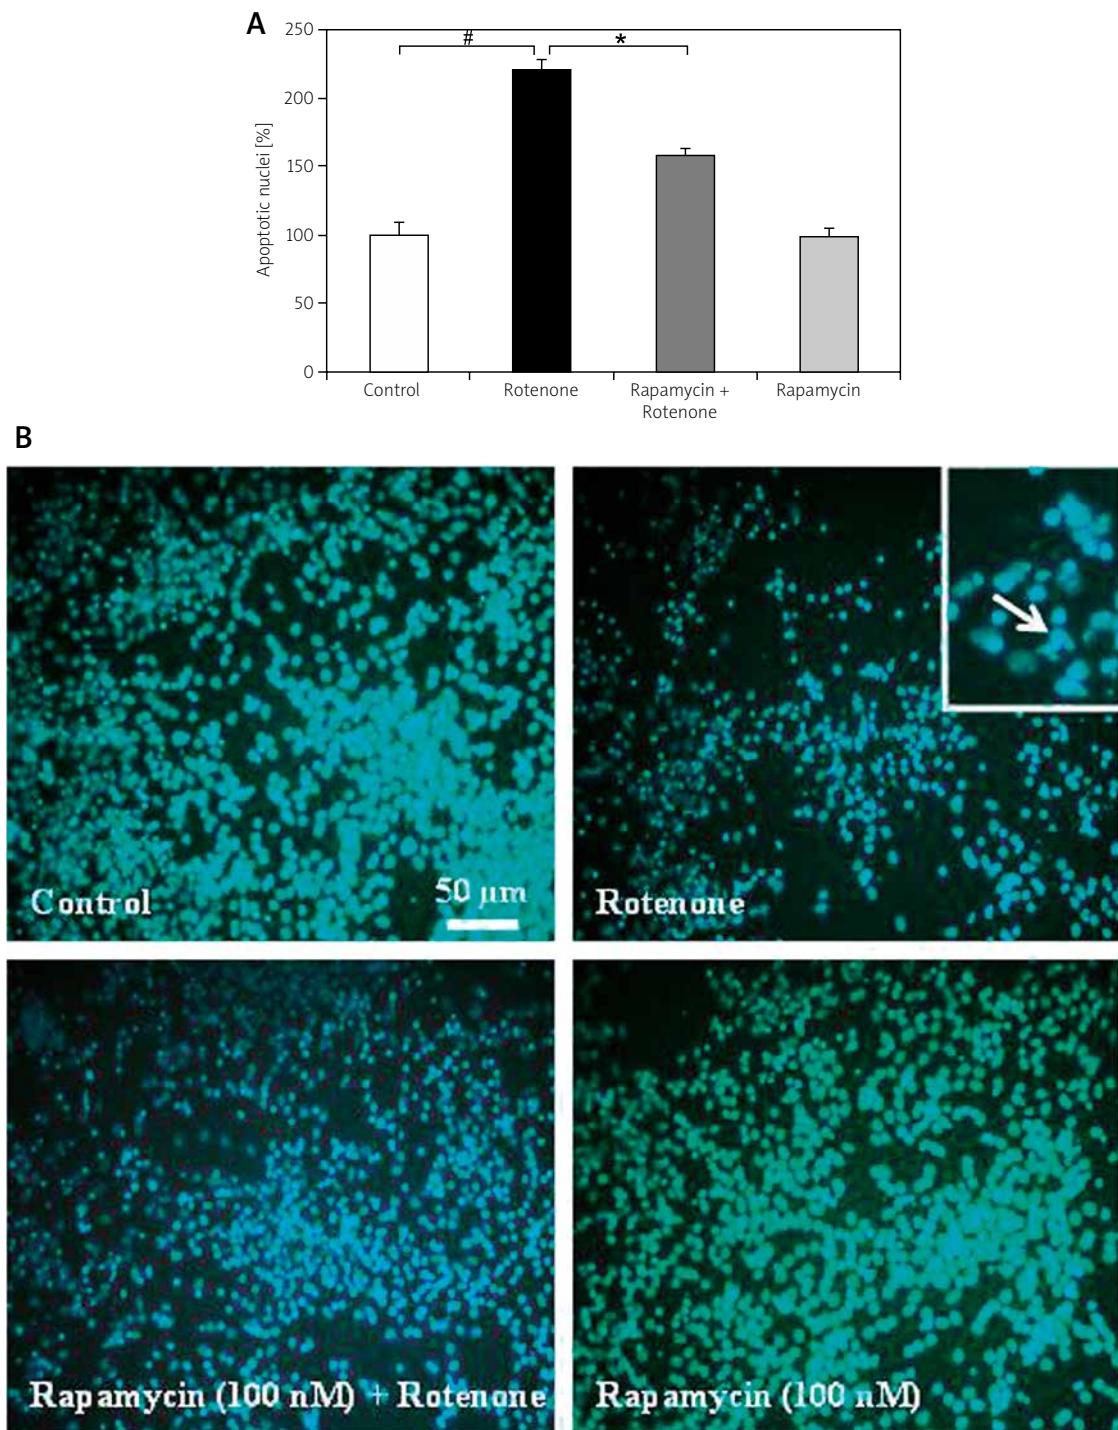 A
250
200
150
100
50
0
Apoptotic nuclei [%]
#
*
Control
Rotenone
Rapamycin +
Rotenone
Rapamycin
B
Control
50 μm
Rotenone
Rapamycin (100 nM) + Rotenone
Rapamycin (100 nM)